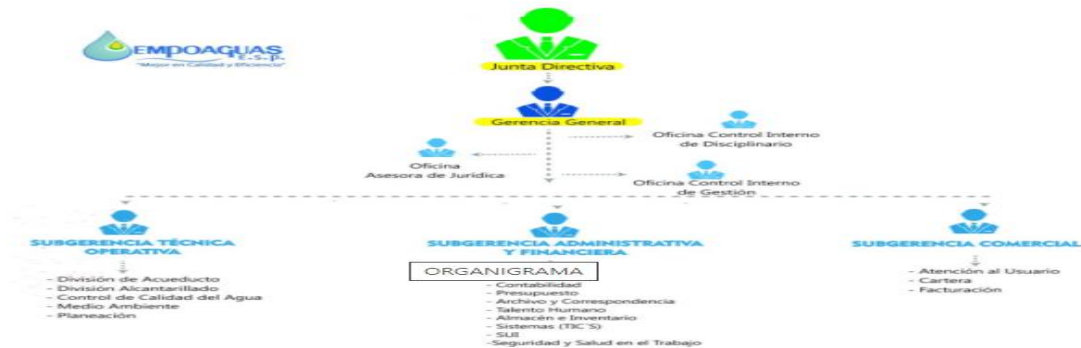 EMPOAGUAS
E.S.P.
"Mejor en Calidad y Eficiencia"
Junta Directiva
Gerencia General
Oficina Control Interno
de Disciplinario
Oficina
Asesora de Jurídica
Oficina Control Interno
de Gestión
SUBGERENCIA TÉCNICA
OPERATIVA
- División de Acueducto
- División Alcantarillado
- Control de Calidad del Agua
- Medio Ambiente
- Planeación
SUBGERENCIA ADMINISTRATIVA
Y FINANCIERA
ORGANIGRAMA
- Contabilidad
- Presupuesto
- Archivo y Correspondencia
- Talento Humano
- Almacén e Inventario
- Sistemas (TIC´S)
- SUI
-Seguridad y Salud en el Trabajo
SUBGERENCIA COMERCIAL
- Atención al Usuario
- Cartera
- Facturación